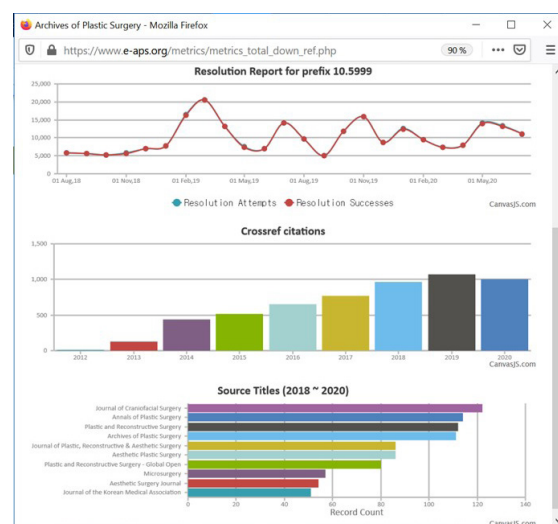 Archives of Plastic Surgery - Mozilla Firefox
https://www.e-aps.org/metrics/metrics_total_down_ref.php
90 %
Resolution Report for prefix 10.5999
25,000
20,000
15,000
10,000
5,000
0
01 Aug,18 01 Nov,18 01 Feb,19 01 May,19 01 Aug,19 01 Nov,19 01 Feb,20 01 May,20
Resolution Attempts Resolution Successes
CanvasJS.com
Crossref citations
1,500
1,000
500
0
2012 2013 2014 2015 2016 2017 2018 2019 2020
CanvasJS.com
Source Titles (2018 ~ 2020)
Journal of Craniofacial Surgery
Annals of Plastic Surgery
Plastic and Reconstructive Surgery
Archives of Plastic Surgery
Journal of Plastic, Reconstructive & Aesthetic Surgery
Aesthetic Plastic Surgery
Plastic and Reconstructive Surgery - Global Open
Microsurgery
Aesthetic Surgery Journal
Journal of the Korean Medical Association
0 20 40 60 80 100 120 140
Record Count
CanvasJS.com